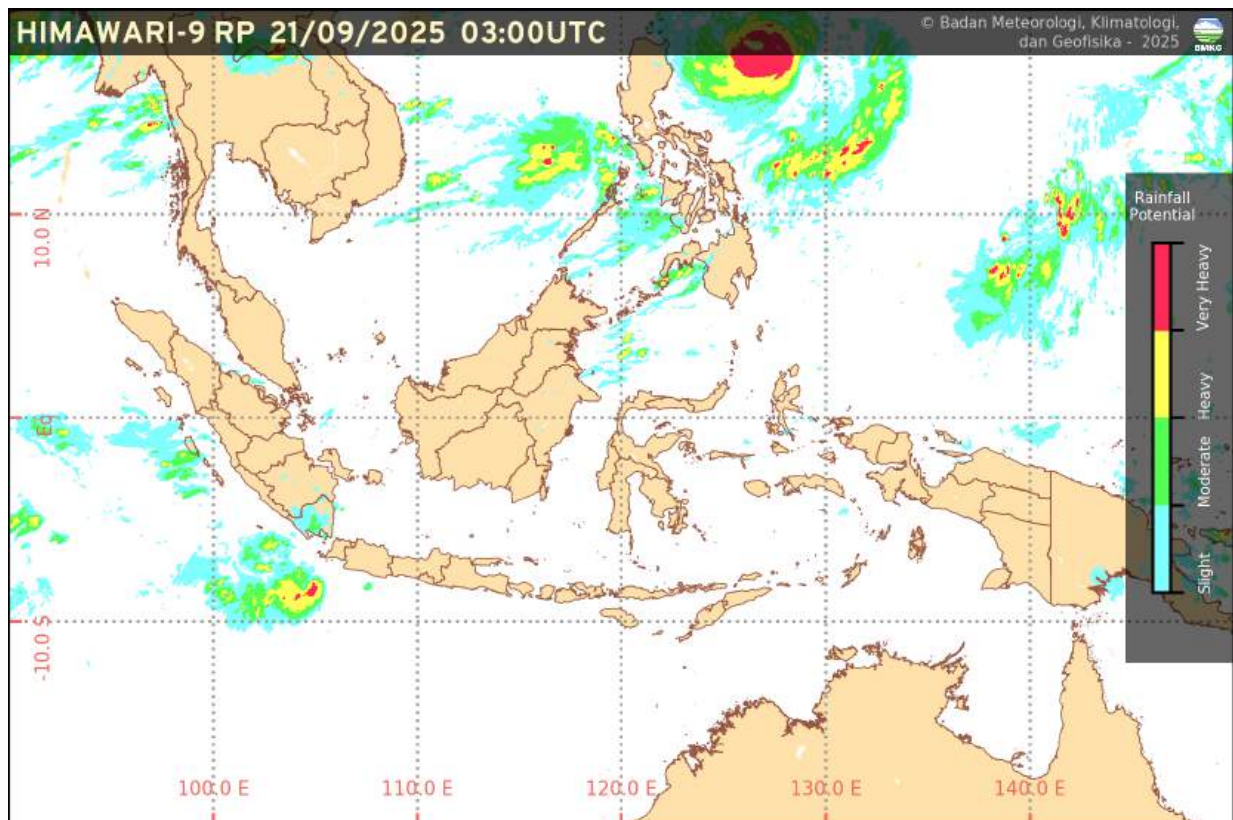 HIMAWARI-9 RP 21/09/2025 03:00UTC
© Badan Meteorologi, Klimatologi,
dan Geofisika - 2025
BMKG
Rainfall
Potential
Very Heavy
Heavy
Moderate
Slight
10.0 N
Eq
-10.0 S
100.0 E
110.0 E
120.0 E
130.0 E
140.0 E